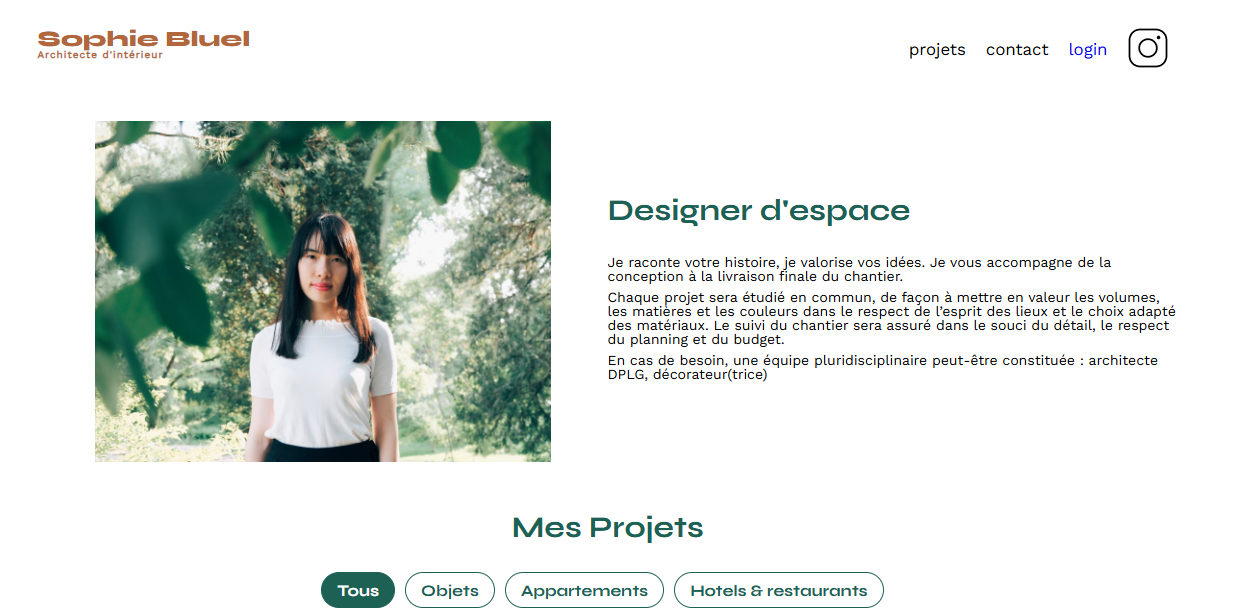 Sophie Bluel
Architecte d'intérieur
projets contact login
Designer d'espace
Je raconte votre histoire, je valorise vos idées. Je vous accompagne de la
conception à la livraison finale du chantier.
Chaque projet sera étudié en commun, de façon à mettre en valeur les volumes,
les matières et les couleurs dans le respect de l’esprit des lieux et le choix adapté
des matériaux. Le suivi du chantier sera assuré dans le souci du détail, le respect
du planning et du budget.
En cas de besoin, une équipe pluridisciplinaire peut-être constituée : architecte
DPLG, décorateur(trice)
Mes Projets
Tous Objets Appartements Hotels & restaurants